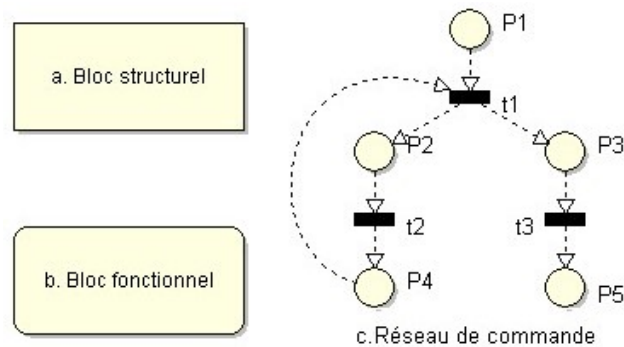 P1
a. Bloc structurel
t1
P2
P3
t2
t3
b. Bloc fonctionnel
P4
P5
c.Réseau de commande